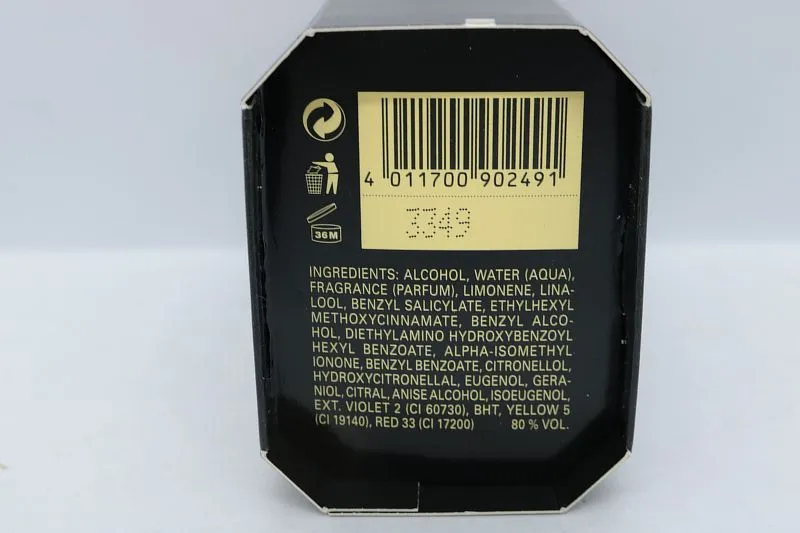 4 011700 902491
3349
36M
INGREDIENTS: ALCOHOL, WATER (AQUA),
FRAGRANCE (PARFUM), LIMONENE, LINA-
LOOL, BENZYL SALICYLATE, ETHYLHEXYL
METHOXYCINNAMATE, BENZYL ALCO-
HOL, DIETHYLAMINO HYDROXYBENZOYL
HEXYL BENZOATE, ALPHA-ISOMETHYL
IONONE, BENZYL BENZOATE, CITRONELLOL,
HYDROXYCITRONELLAL, EUGENOL, GERA-
NIOL, CITRAL, ANISE ALCOHOL, ISOEUGENOL,
EXT. VIOLET 2 (CI 60730), BHT, YELLOW 5
(CI 19140), RED 33 (CI 17200) 80 % VOL.